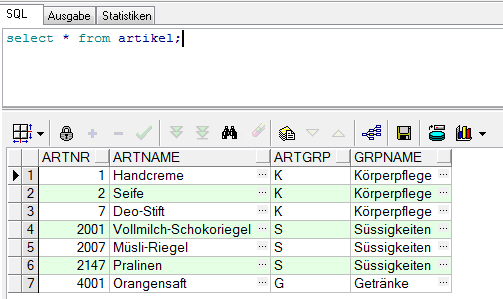 SQL Ausgabe Statistiken
select * from artikel;
ARTNR ARTNAME ARTGRP GRPNAME
1 1 Handcreme K Körperpflege
2 2 Seife K Körperpflege
3 7 Deo-Stift K Körperpflege
4 2001 Vollmilch-Schokoriegel S Süssigkeiten
5 2007 Müsli-Riegel S Süssigkeiten
6 2147 Pralinen S Süssigkeiten
7 4001 Orangensaft G Getränke